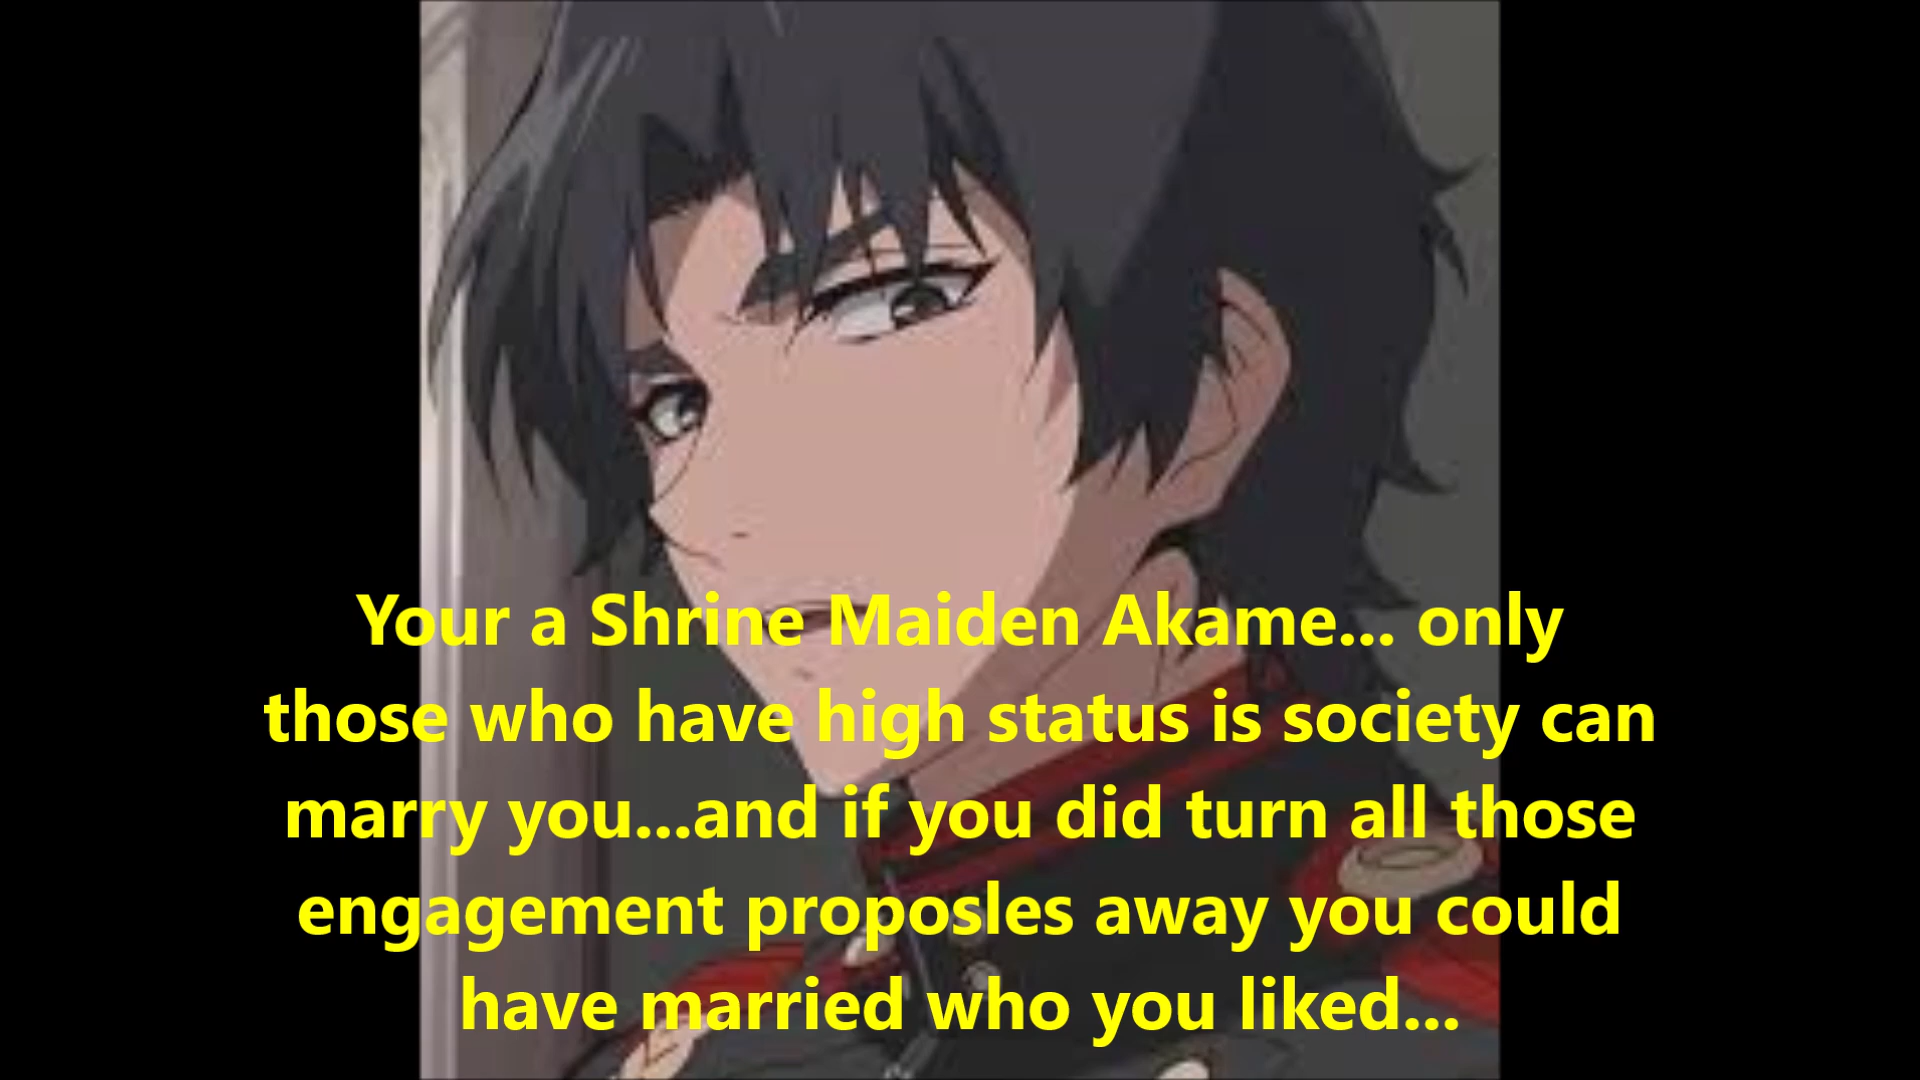 Your a Shrine Maiden Akame... only
those who have high status is society can
marry you...and if you did turn all those
engagement proposles away you could
have married who you liked...